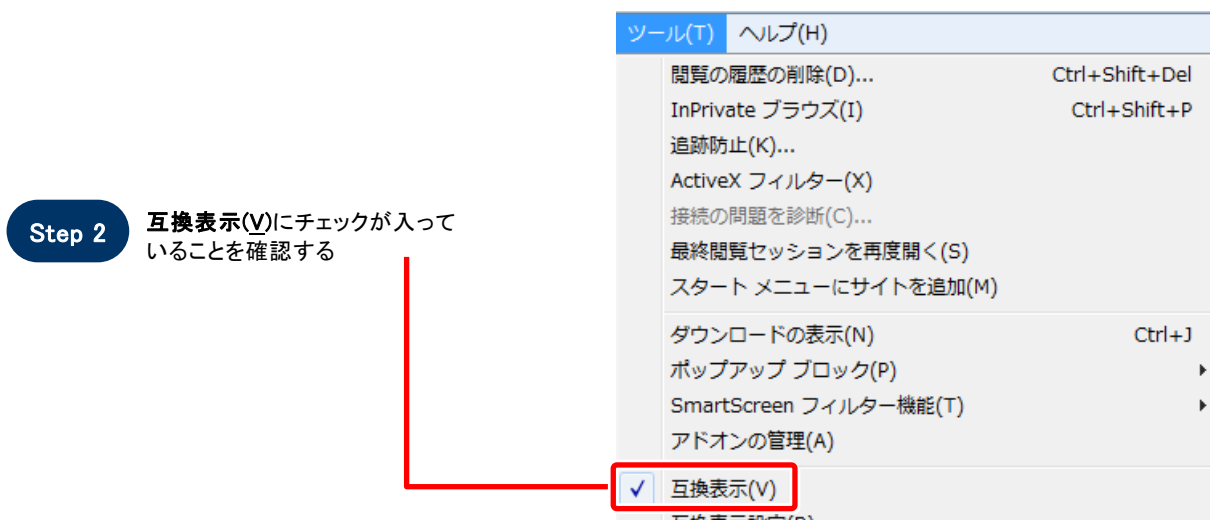 ツール(T) ヘルプ(H)
閲覧の履歴の削除(D)... Ctrl+Shift+Del
InPrivate ブラウズ(I) Ctrl+Shift+P
追跡防止(K)...
ActiveX フィルター(X)
接続の問題を診断(C)...
最終閲覧セッションを再度開く(S)
スタート メニューにサイトを追加(M)
ダウンロードの表示(N) Ctrl+J
ポップアップ ブロック(P)
SmartScreen フィルター機能(T)
アドオンの管理(A)
互換表示(V)
Step 2
互換表示(V)にチェックが入って
いることを確認する